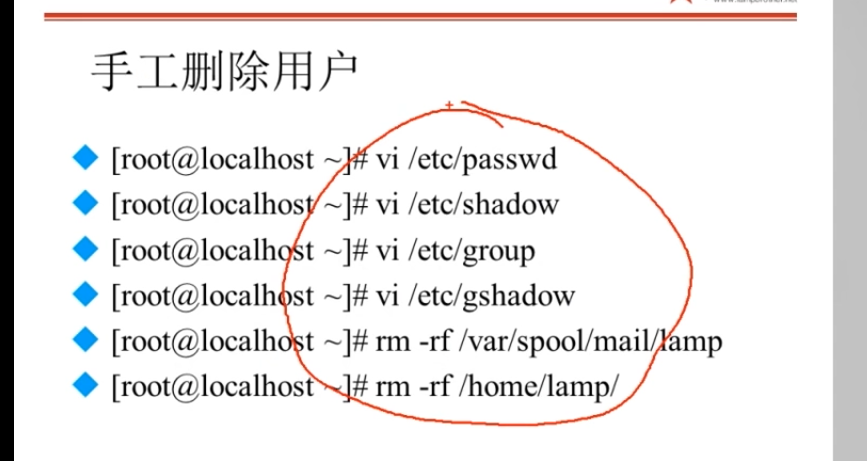 手工删除用户
[root@localhost ~]# vi /etc/passwd
[root@localhost ~]# vi /etc/shadow
[root@localhost ~]# vi /etc/group
[root@localhost ~]# vi /etc/gshadow
[root@localhost ~]# rm -rf /var/spool/mail/lamp
[root@localhost ~]# rm -rf /home/lamp/